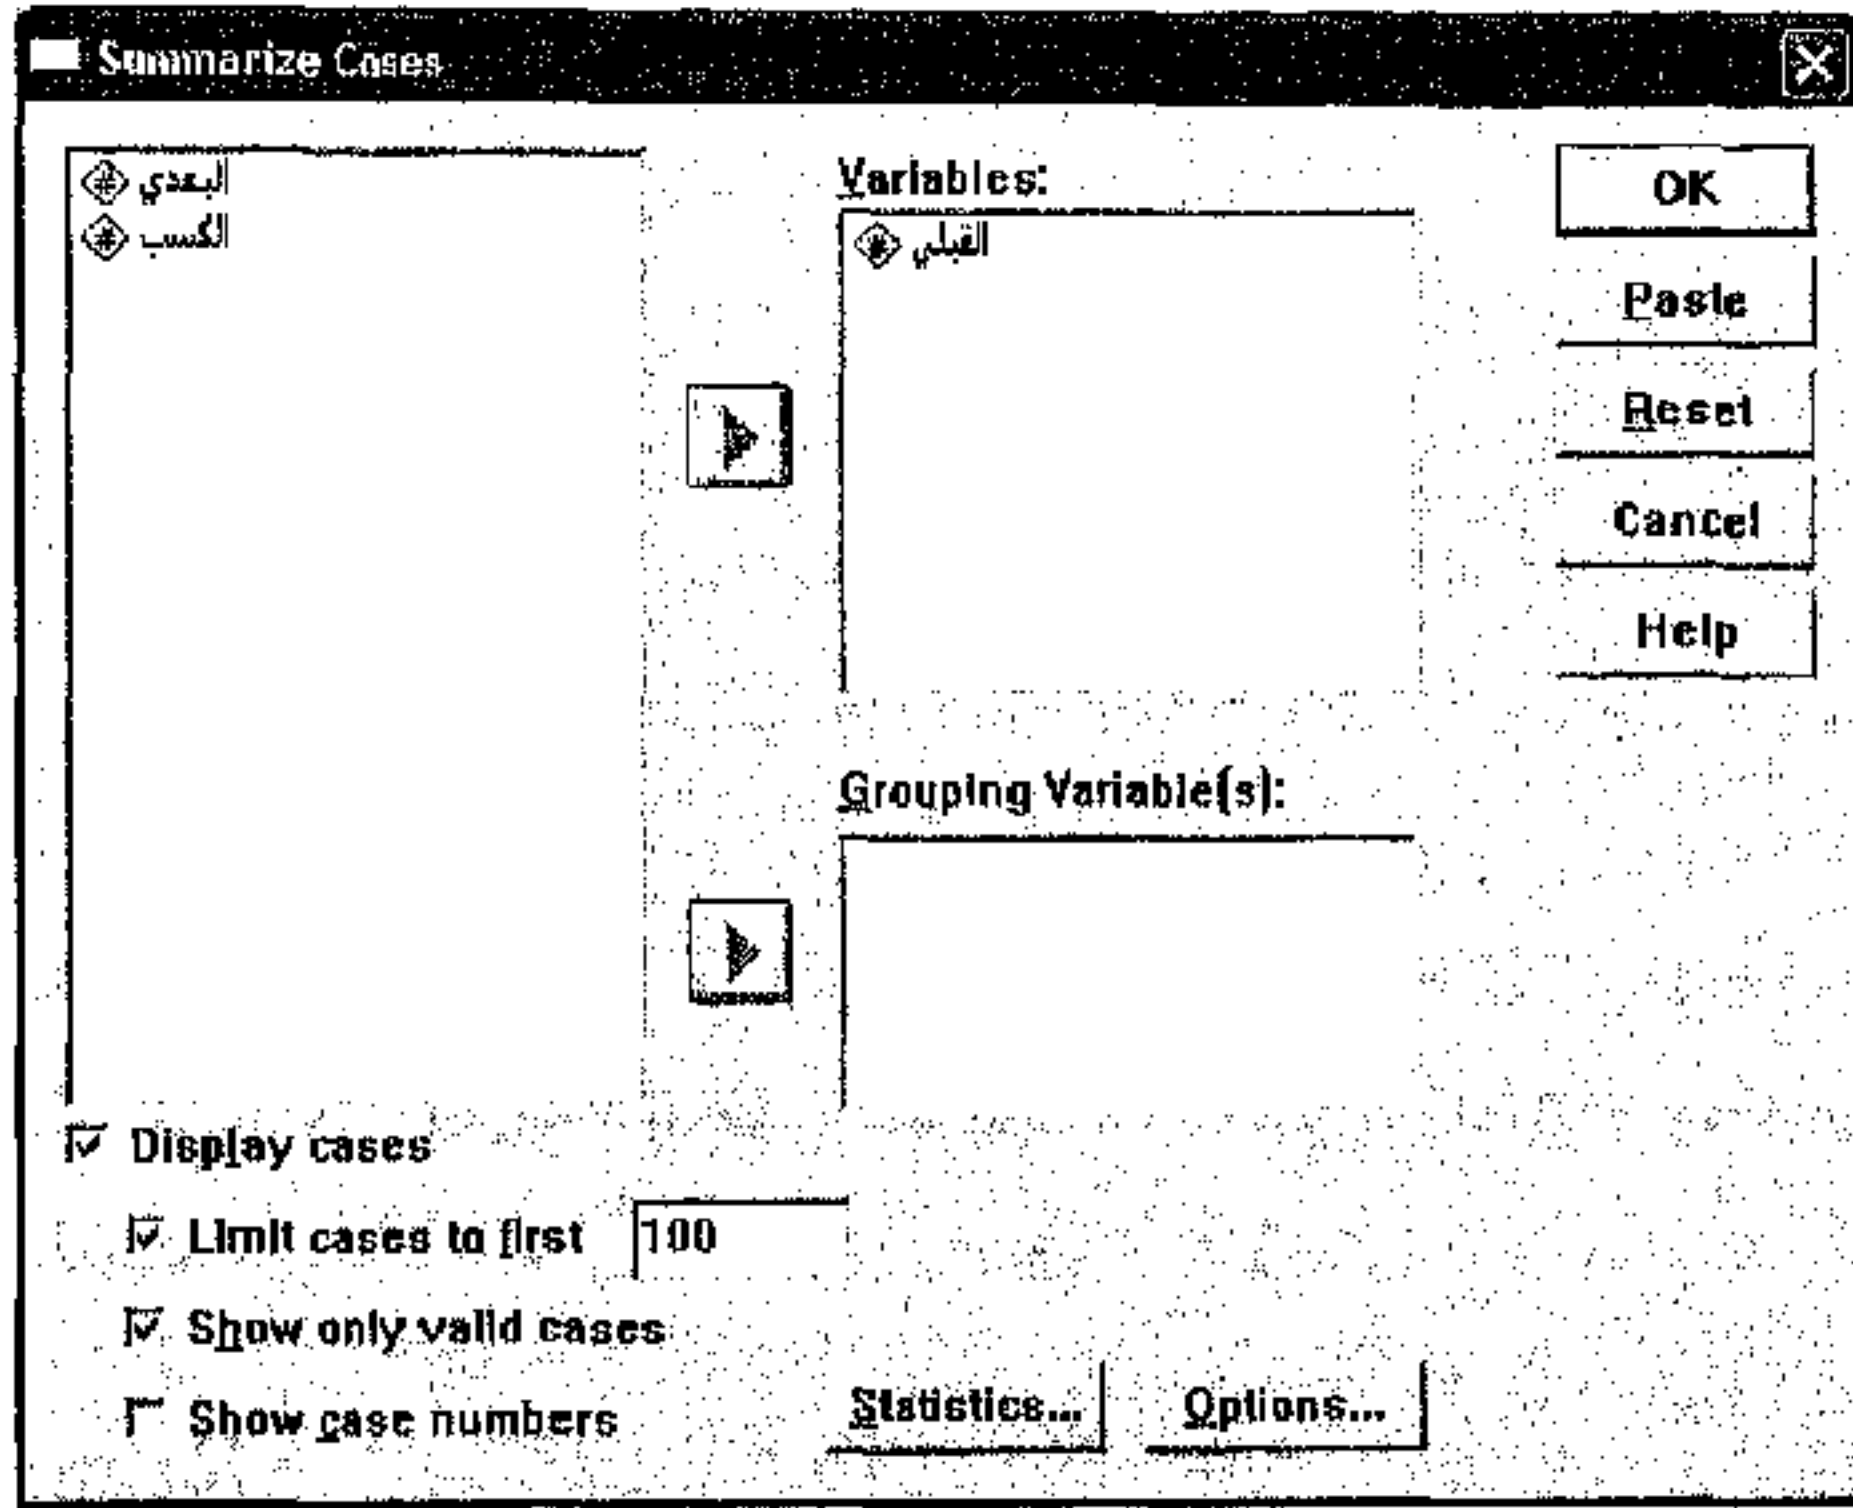 Summarize Cases
البعدي
الكسب
Variables:
القبلي
Grouping Variable(s):
OK
Paste
Reset
Cancel
Help
Display cases
Limit cases to first 100
Show only valid cases
Show case numbers
Statistics...
Options...